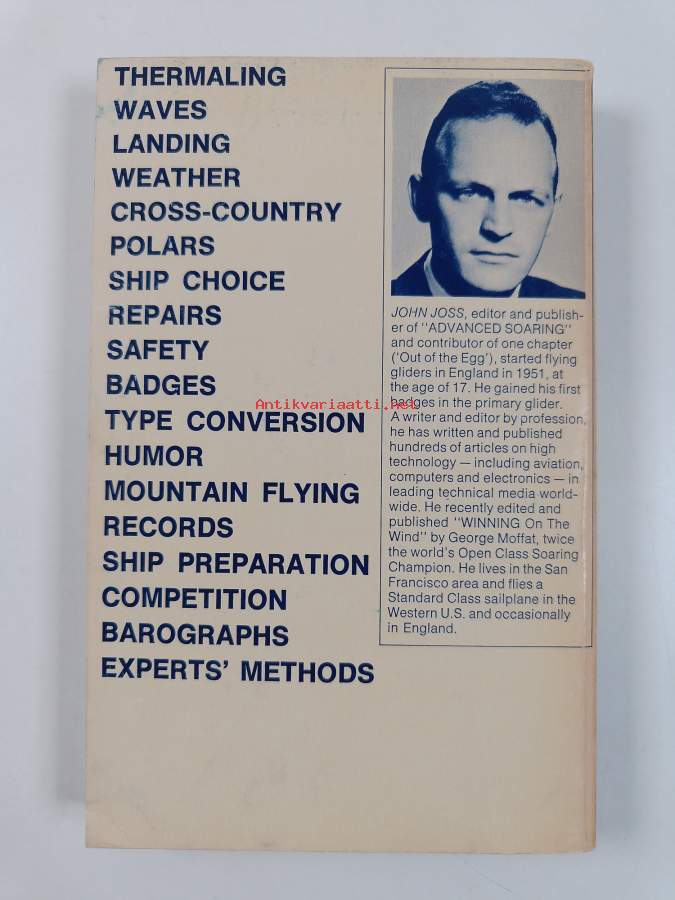 THERMALING
WAVES
LANDING
WEATHER
CROSS-COUNTRY
POLARS
SHIP CHOICE
REPAIRS
SAFETY
BADGES
TYPE CONVERSION
HUMOR
MOUNTAIN FLYING
RECORDS
SHIP PREPARATION
COMPETITION
BAROGRAPHS
EXPERTS' METHODS
JOHN JOSS, editor and publish-
er of "ADVANCED SOARING"
and contributor of one chapter
('Out of the Egg'), started flying
gliders in England in 1951, at
the age of 17. He gained his first
badges in the primary glider.
A writer and editor by profession,
he has written and published
hundreds of articles on high
technology — including aviation,
computers and electronics — in
leading technical media world-
wide. He recently edited and
published "WINNING On The
Wind" by George Moffat, twice
the world's Open Class Soaring
Champion. He lives in the San
Francisco area and flies a
Standard Class sailplane in the
Western U.S. and occasionally
in England.
Antikvariaatti.net